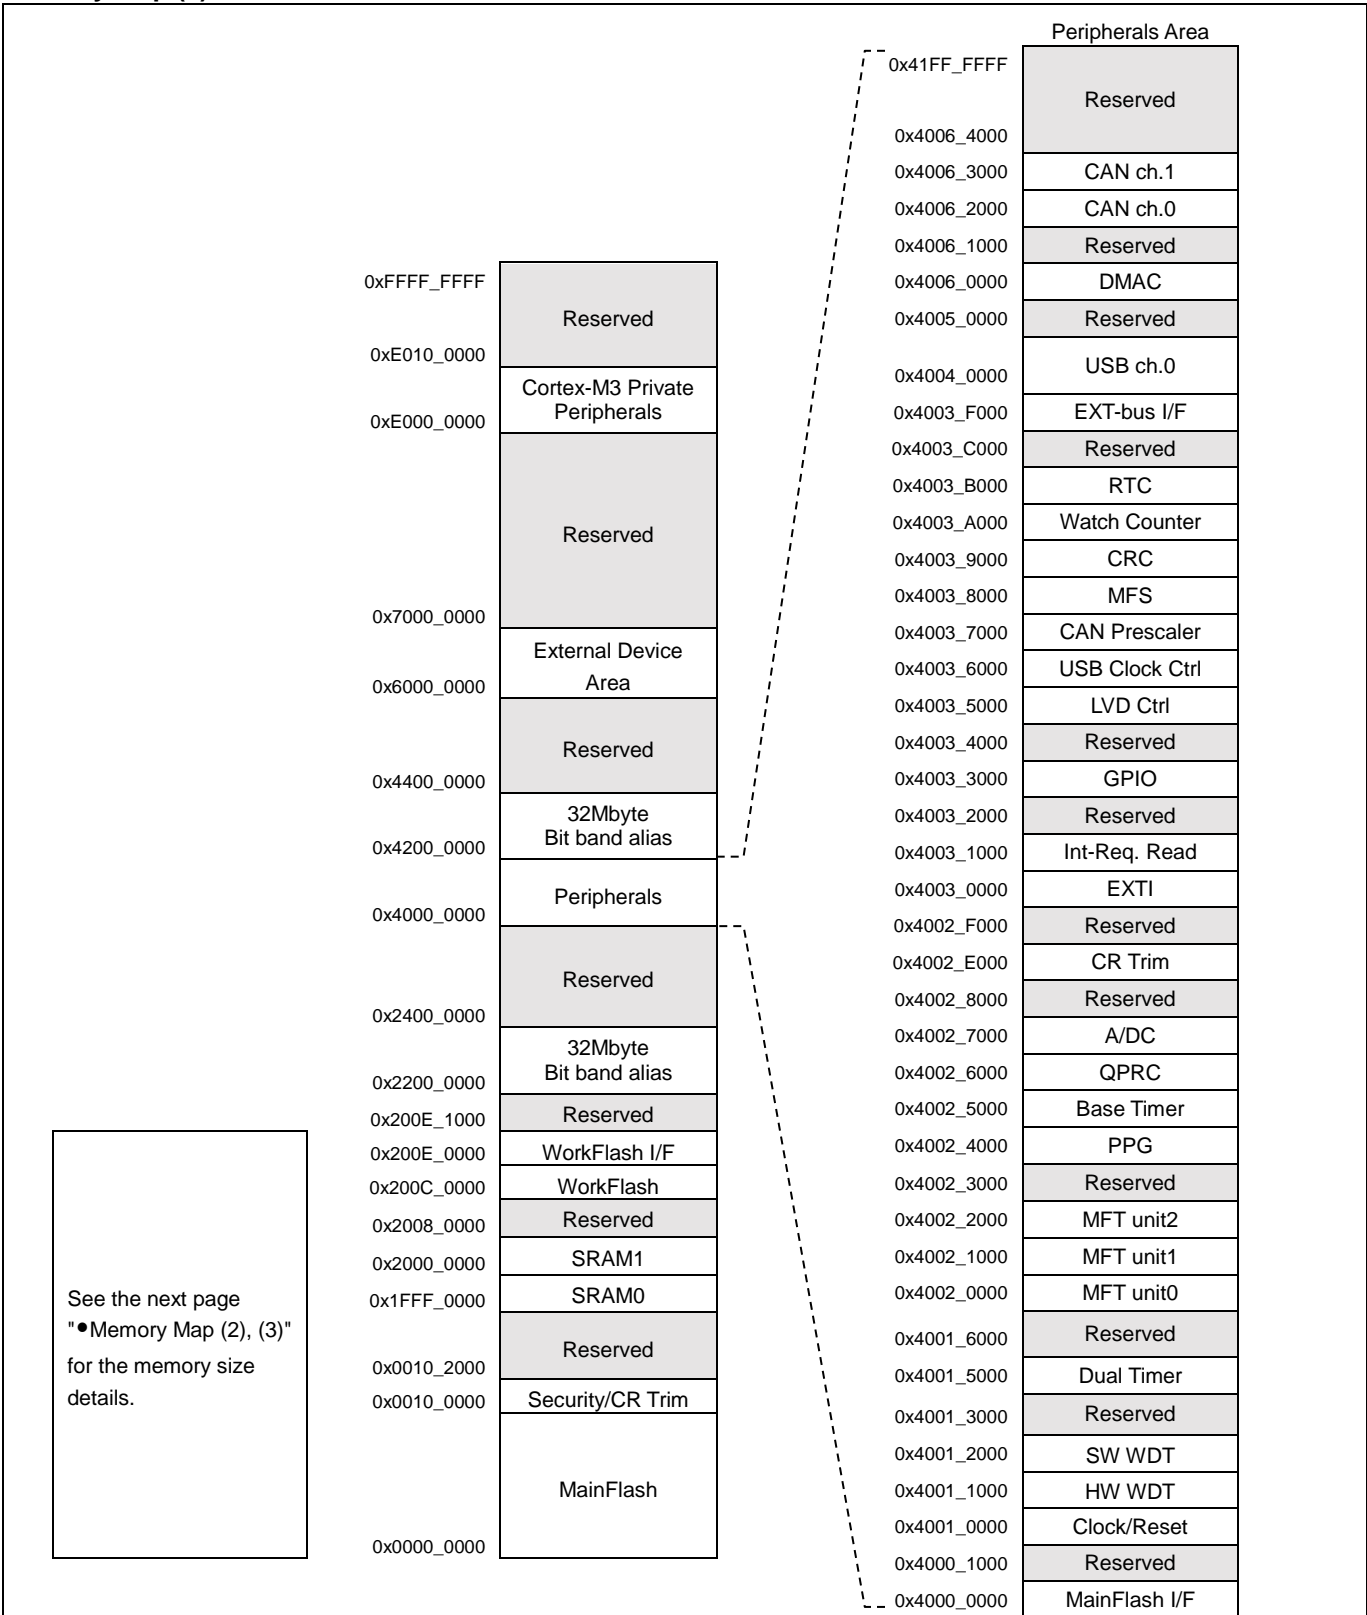 Peripherals Area
0x41FF_FFFF
Reserved
0x4006_4000
0x4006_3000 CAN ch.1
0x4006_2000 CAN ch.0
0x4006_1000 Reserved
0x4006_0000 DMAC
0x4005_0000 Reserved
USB ch.0
0x4004_0000
0x4003_F000 EXT-bus I/F
0x4003_C000 Reserved
0x4003_B000 RTC
0x4003_A000 Watch Counter
0x4003_9000 CRC
0x4003_8000 MFS
0x4003_7000 CAN Prescaler
0x4003_6000 USB Clock Ctrl
0x4003_5000 LVD Ctrl
0x4003_4000 Reserved
0x4003_3000 GPIO
0x4003_2000 Reserved
0x4003_1000 Int-Req. Read
0x4003_0000 EXTI
0x4002_F000 Reserved
0x4002_E000 CR Trim
0x4002_8000 Reserved
0x4002_7000 A/DC
0x4002_6000 QPRC
0x4002_5000 Base Timer
0x4002_4000 PPG
0x4002_3000 Reserved
0x4002_2000 MFT unit2
0x4002_1000 MFT unit1
0x4002_0000 MFT unit0
0x4001_6000 Reserved
0x4001_5000 Dual Timer
0x4001_3000 Reserved
0x4001_2000 SW WDT
0x4001_1000 HW WDT
0x4001_0000 Clock/Reset
0x4000_1000 Reserved
0x4000_0000 MainFlash I/F
0xFFFF_FFFF
Reserved
0xE010_0000
Cortex-M3 Private
Peripherals
0xE000_0000
Reserved
0x7000_0000
External Device
Area
0x6000_0000
Reserved
0x4400_0000
32Mbyte
Bit band alias
0x4200_0000
Peripherals
0x4000_0000
Reserved
0x2400_0000
32Mbyte
Bit band alias
0x2200_0000
0x200E_1000 Reserved
0x200E_0000 WorkFlash I/F
0x200C_0000 WorkFlash
0x2008_0000 Reserved
0x2000_0000 SRAM1
0x1FFF_0000 SRAM0
Reserved
0x0010_2000
0x0010_0000 Security/CR Trim
MainFlash
0x0000_0000
See the next page
"●Memory Map (2), (3)"
for the memory size
details.